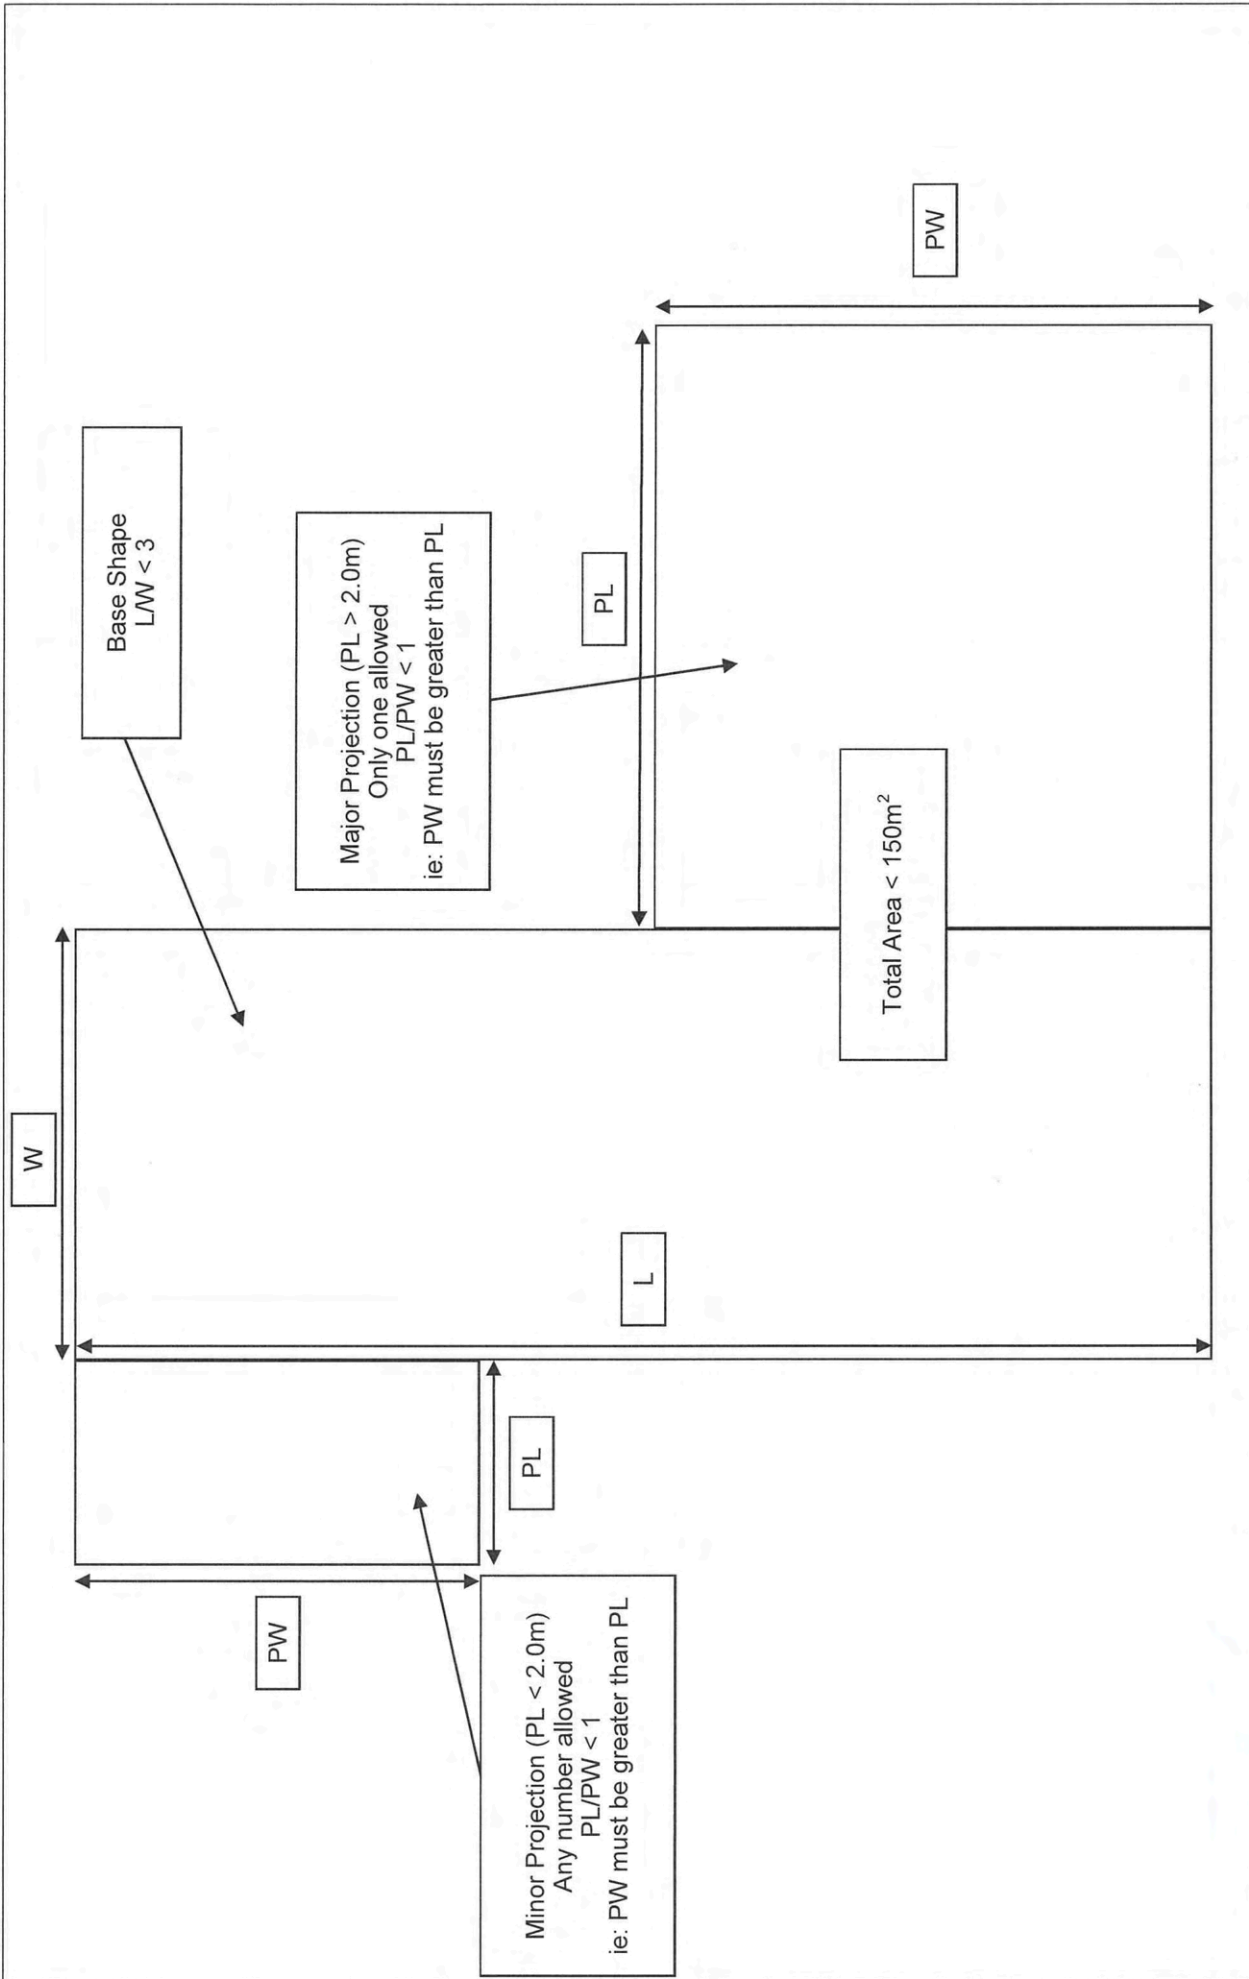 W
Base Shape
L/W < 3
PW
Major Projection (PL > 2.0m)
Only one allowed
PL/PW < 1
ie: PW must be greater than PL
PL
Minor Projection (PL < 2.0m)
Any number allowed
PL/PW < 1
ie: PW must be greater than PL
L
PL
Total Area < 150m²
PW